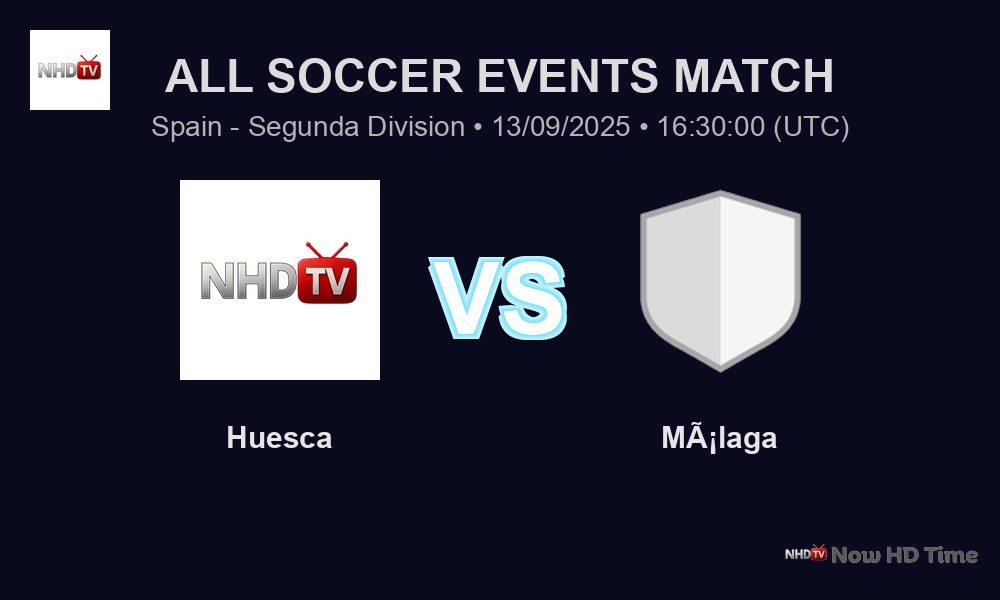 NHDTV
ALL SOCCER EVENTS MATCH
Spain - Segunda Division • 13/09/2025 • 16:30:00 (UTC)
NHDTV
VS
Huesca
MÃ¡laga
NHDTV Now HD Time